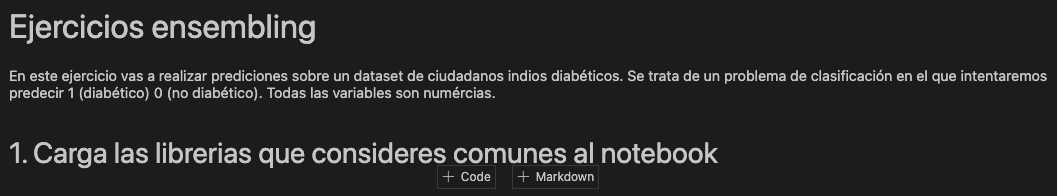 Ejercicios ensembling
En este ejercicio vas a realizar prediciones sobre un dataset de ciudadanos indios diabéticos. Se trata de un problema de clasificación en el que intentaremos
predecir 1 (diabético) 0 (no diabético). Todas las variables son numércias.
1. Carga las librerias que consideres comunes al notebook
+ Code + Markdown